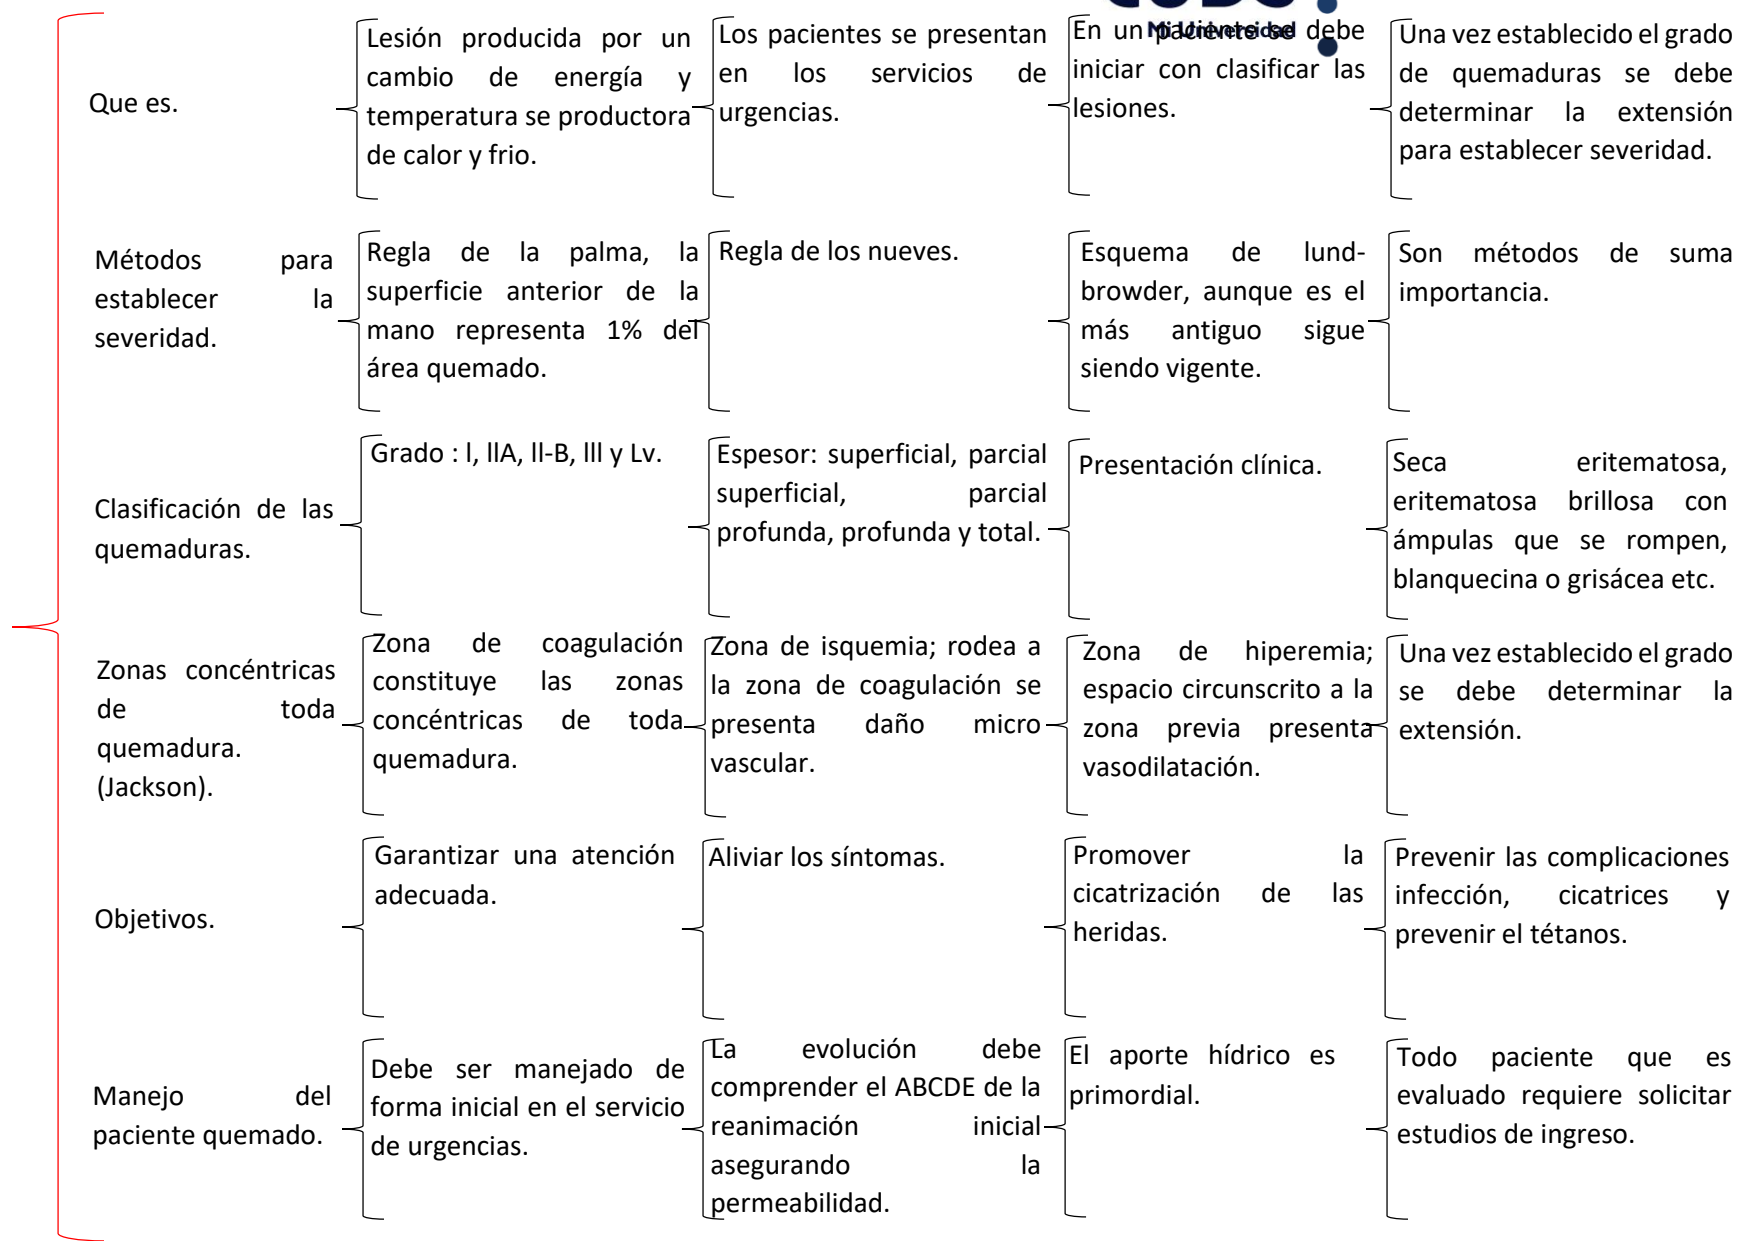 Mi Universidad
Que es.
Lesión producida por un
cambio de energía y
temperatura se productora
de calor y frio.
Los pacientes se presentan
en los servicios de
urgencias.
En un paciente se debe
iniciar con clasificar las
lesiones.
Una vez establecido el grado
de quemaduras se debe
determinar la extensión
para establecer severidad.
Métodos para
establecer la
severidad.
Regla de la palma, la
superficie anterior de la
mano representa 1% del
área quemado.
Regla de los nueves.
Esquema de lund-
browder, aunque es el
más antiguo sigue
siendo vigente.
Son métodos de suma
importancia.
Clasificación de las
quemaduras.
Grado : l, llA, ll-B, lll y Lv.
Espesor: superficial, parcial
superficial, parcial
profunda, profunda y total.
Presentación clínica.
Seca eritematosa,
eritematosa brillosa con
ámpulas que se rompen,
blanquecina o grisácea etc.
Zonas concéntricas
de toda
quemadura.
(Jackson).
Zona de coagulación
constituye las zonas
concéntricas de toda
quemadura.
Zona de isquemia; rodea a
la zona de coagulación se
presenta daño micro
vascular.
Zona de hiperemia;
espacio circunscrito a la
zona previa presenta
vasodilatación.
Una vez establecido el grado
se debe determinar la
extensión.
Objetivos.
Garantizar una atención
adecuada.
Aliviar los síntomas.
Promover la
cicatrización de las
heridas.
Prevenir las complicaciones
infección, cicatrices y
prevenir el tétanos.
Manejo del
paciente quemado.
Debe ser manejado de
forma inicial en el servicio
de urgencias.
La evolución debe
comprender el ABCDE de la
reanimación inicial
asegurando la
permeabilidad.
El aporte hídrico es
primordial.
Todo paciente que es
evaluado requiere solicitar
estudios de ingreso.